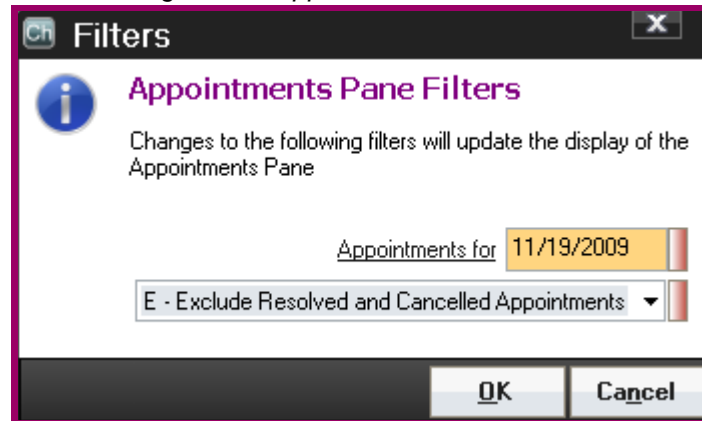 Ch Filters X
Appointments Pane Filters
Changes to the following filters will update the display of the
Appointments Pane
Appointments for 11/19/2009
E - Exclude Resolved and Cancelled Appointments
OK Cancel